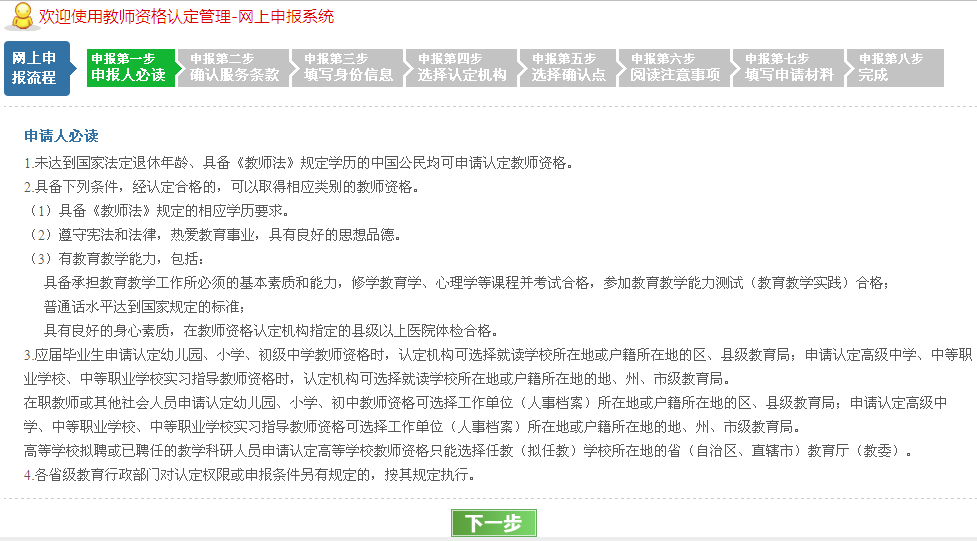 欢迎使用教师资格认定管理-网上申报系统
网上申
报流程
申报第一步
申报人必读
申报第二步
确认服务条款
申报第三步
填写身份信息
申报第四步
选择认定机构
申报第五步
选择确认点
申报第六步
阅读注意事项
申报第七步
填写申请材料
申报第八步
完成
申请人必读
1.未达到国家法定退休年龄、具备《教师法》规定学历的中国公民均可申请认定教师资格。
2.具备下列条件，经认定合格的，可以取得相应类别的教师资格。
（1）具备《教师法》规定的相应学历要求。
（2）遵守宪法和法律，热爱教育事业，具有良好的思想品德。
（3）有教育教学能力，包括：
具备承担教育教学工作所必须的基本素质和能力，修学教育学、心理学等课程并考试合格，参加教育教学能力测试（教育教学实践）合格；
普通话水平达到国家规定的标准；
具有良好的身心素质，在教师资格认定机构指定的县级以上医院体检合格。
3.应届毕业生申请认定幼儿园、小学、初级中学教师资格时，认定机构可选择就读学校所在地或户籍所在地的区、县级教育局；申请认定高级中学、中等职
业学校、中等职业学校实习指导教师资格时，认定机构可选择就读学校所在地或户籍所在地的地、州、市级教育局。
在职教师或其他社会人员申请认定幼儿园、小学、初中教师资格可选择工作单位（人事档案）所在地或户籍所在地的区、县级教育局；申请认定高级中
学、中等职业学校、中等职业学校实习指导教师资格可选择工作单位（人事档案）所在地或户籍所在地的地、州、市级教育局。
高等学校拟聘或已聘任的教学科研人员申请认定高等学校教师资格只能选择任教（拟任教）学校所在地的省（自治区、直辖市）教育厅（教委）。
4.各省级教育行政部门对认定权限或申报条件另有规定的，按其规定执行。
下一步